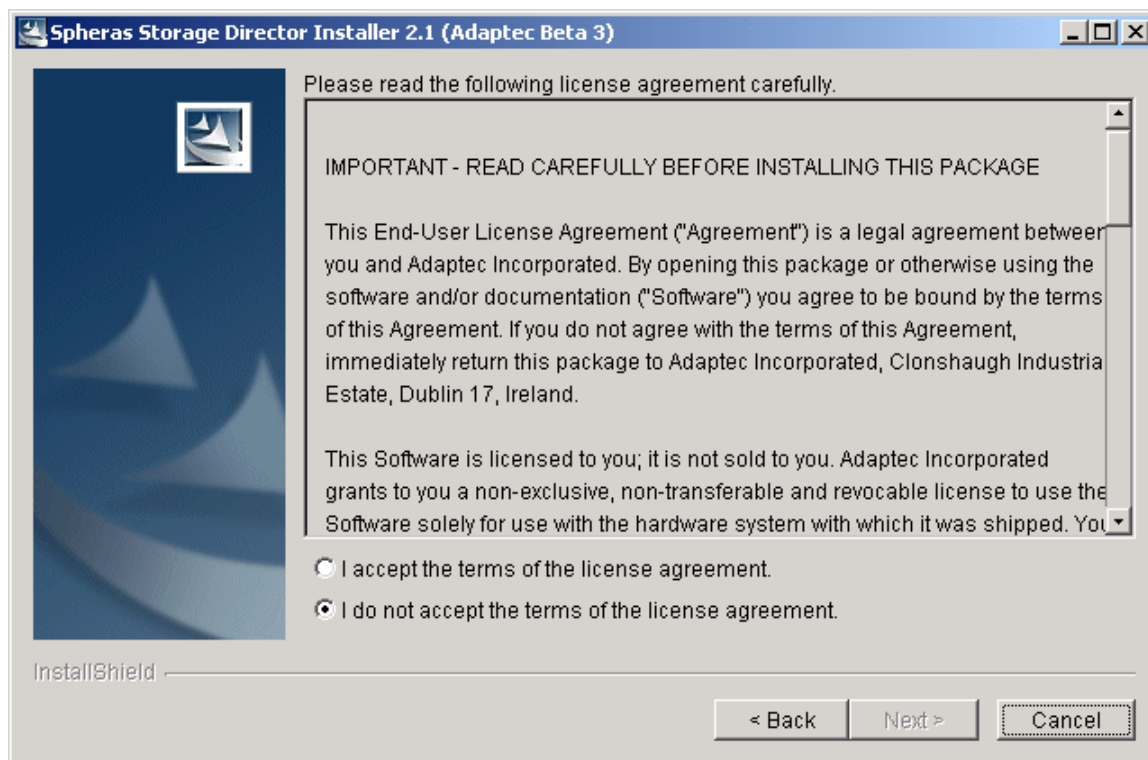 Spheras Storage Director Installer 2.1 (Adaptec Beta 3)
Please read the following license agreement carefully.
IMPORTANT - READ CAREFULLY BEFORE INSTALLING THIS PACKAGE
This End-User License Agreement ("Agreement") is a legal agreement between
you and Adaptec Incorporated. By opening this package or otherwise using the
software and/or documentation ("Software") you agree to be bound by the terms
of this Agreement. If you do not agree with the terms of this Agreement,
immediately return this package to Adaptec Incorporated, Clonshaugh Industria
Estate, Dublin 17, Ireland.
This Software is licensed to you; it is not sold to you. Adaptec Incorporated
grants to you a non-exclusive, non-transferable and revocable license to use the
Software solely for use with the hardware system with which it was shipped. You
I accept the terms of the license agreement.
I do not accept the terms of the license agreement.
InstallShield
< Back Next > Cancel